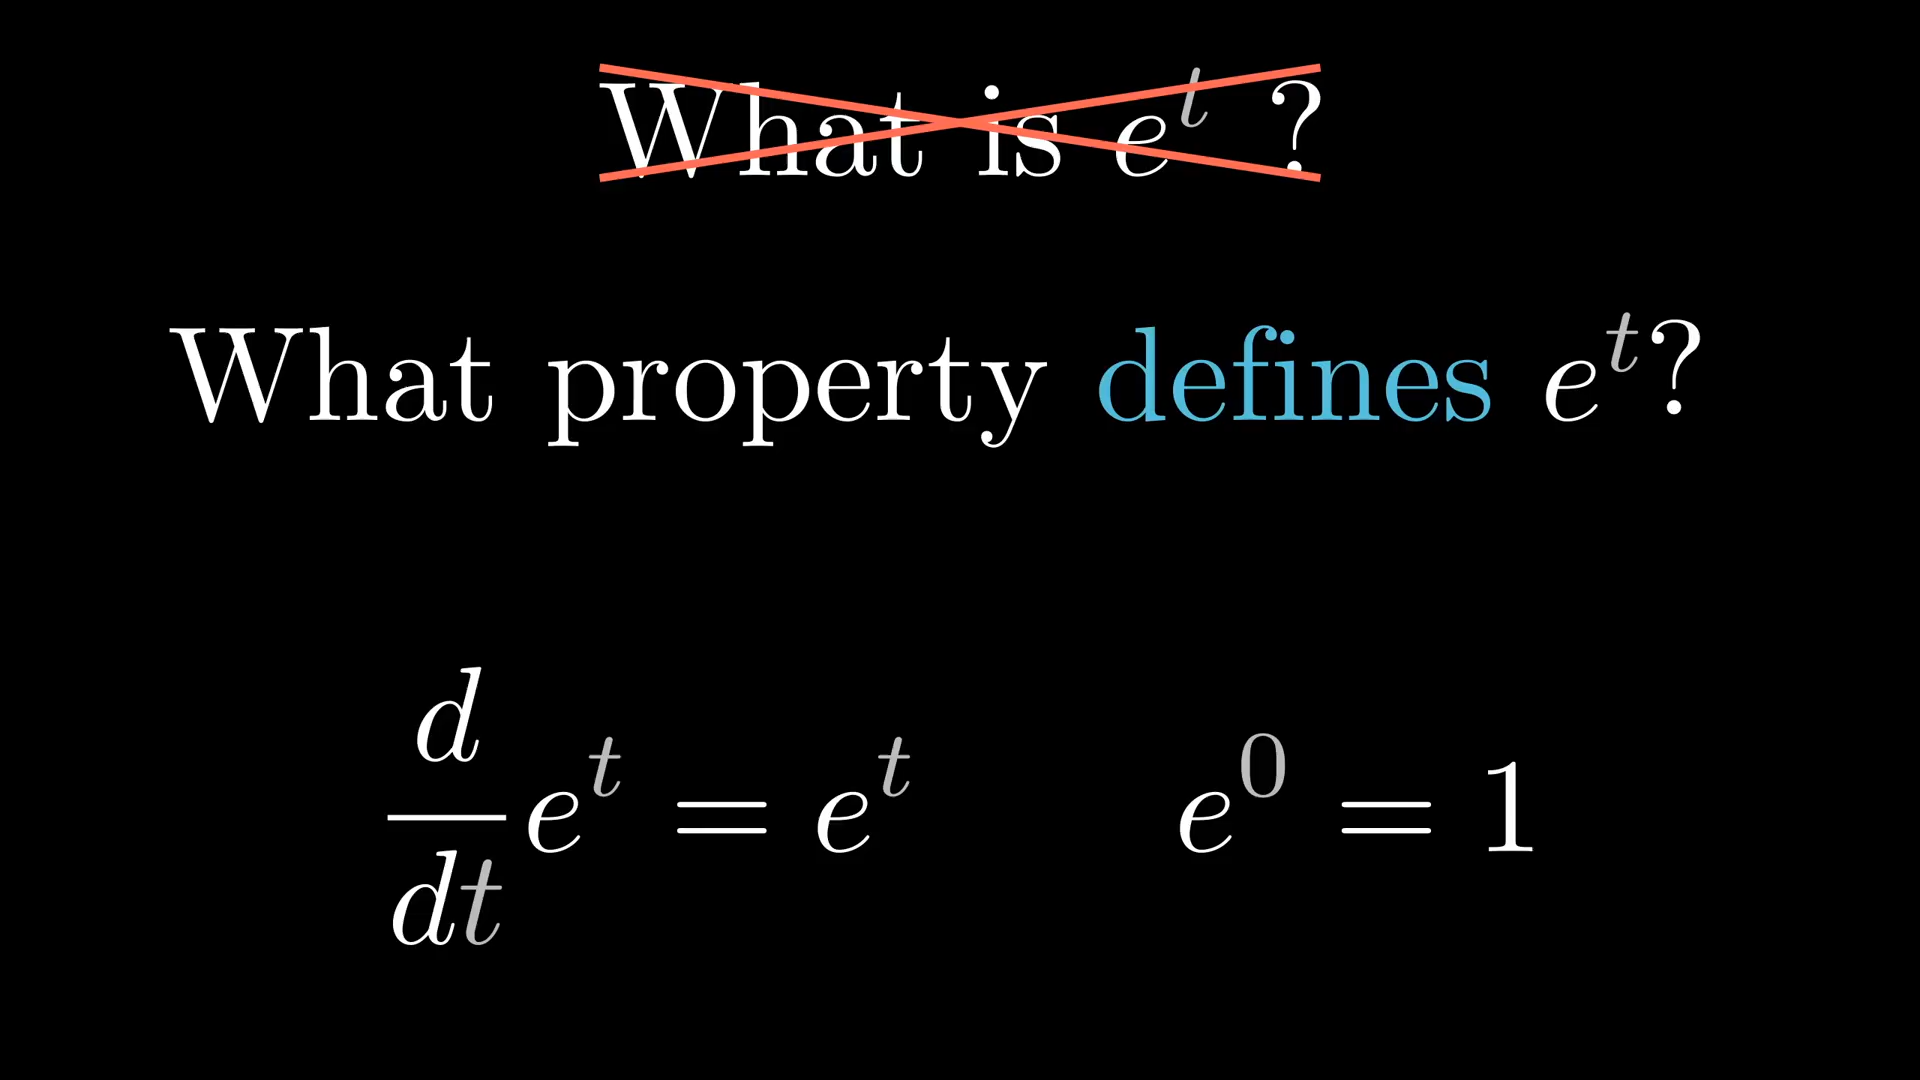 What is e^t ?
What property defines e^t?
d/dt e^t = e^t
e^0 = 1